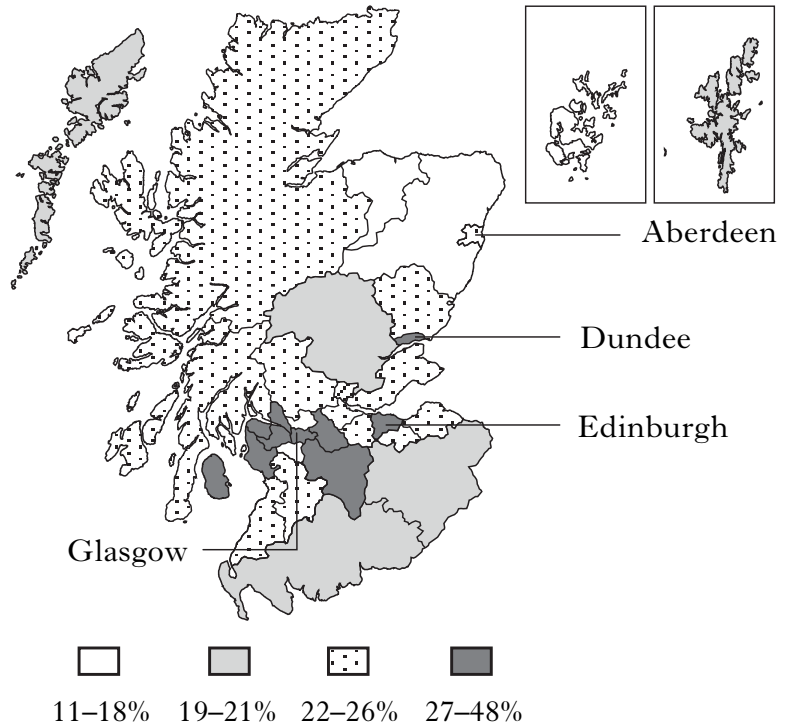 Aberdeen
Dundee
Edinburgh
Glasgow
11–18% 19–21% 22–26% 27–48%